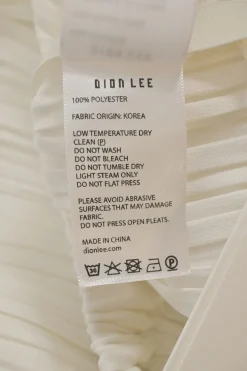 DION LEE
100% POLYESTER
FABRIC ORIGIN: KOREA
LOW TEMPERATURE DRY
CLEAN (P)
DO NOT WASH
DO NOT BLEACH
DO NOT TUMBLE DRY
LIGHT STEAM ONLY
DO NOT FLAT PRESS
PLEASE AVOID ABRASIVE
SURFACES THAT MAY DAMAGE
FABRIC.
DO NOT PRESS OPEN PLEATS.
MADE IN CHINA
dionlee.com